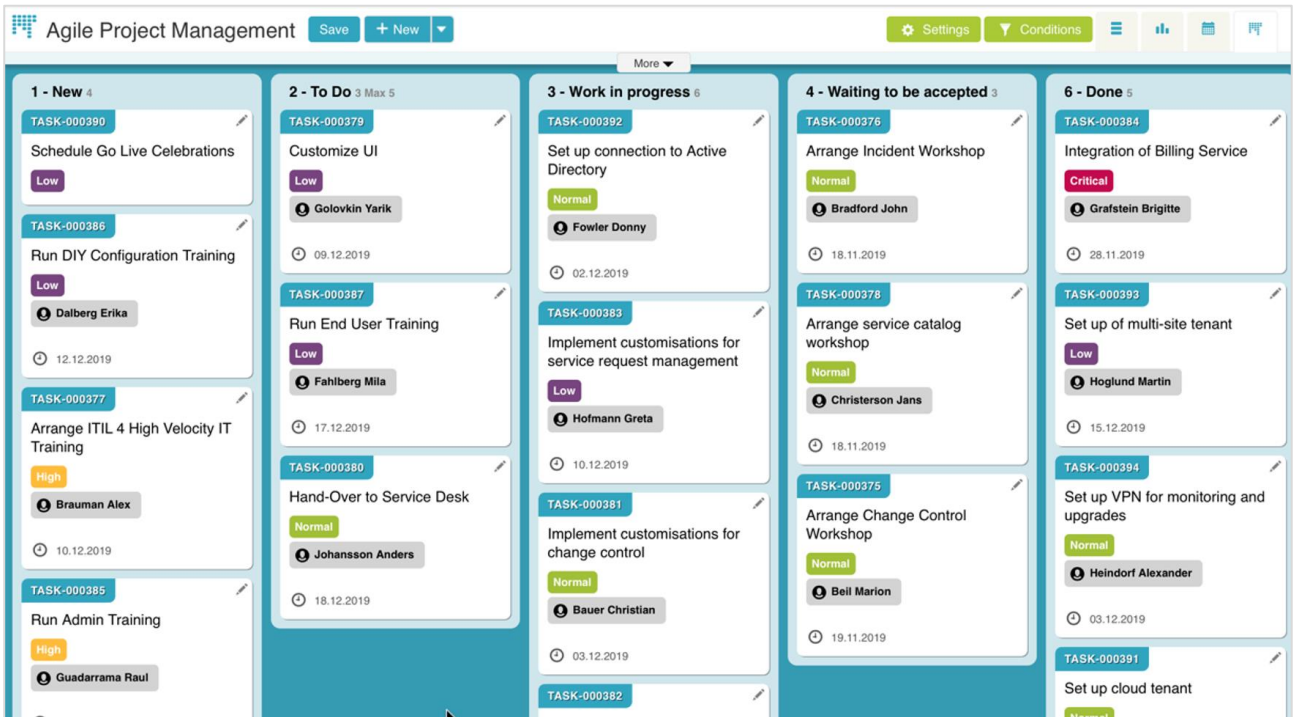 Agile Project Management Save + New Settings Conditions
More
1 - New 4
TASK-000390
Schedule Go Live Celebrations
Low
TASK-000386
Run DIY Configuration Training
Low
Dalberg Erika
12.12.2019
TASK-000377
Arrange ITIL 4 High Velocity IT
Training
High
Brauman Alex
10.12.2019
TASK-000385
Run Admin Training
High
Guadarrama Raul
2 - To Do 3 Max 5
TASK-000379
Customize UI
Low
Golovkin Yarik
09.12.2019
TASK-000387
Run End User Training
Low
Fahlberg Mila
17.12.2019
TASK-000380
Hand-Over to Service Desk
Normal
Johansson Anders
18.12.2019
3 - Work in progress 6
TASK-000392
Set up connection to Active
Directory
Normal
Fowler Donny
02.12.2019
TASK-000383
Implement customisations for
service request management
Low
Hofmann Greta
10.12.2019
TASK-000381
Implement customisations for
change control
Normal
Bauer Christian
03.12.2019
TASK-000382
4 - Waiting to be accepted 3
TASK-000376
Arrange Incident Workshop
Normal
Bradford John
18.11.2019
TASK-000378
Arrange service catalog
workshop
Normal
Christerson Jans
18.11.2019
TASK-000375
Arrange Change Control
Workshop
Normal
Beil Marion
19.11.2019
6 - Done 5
TASK-000384
Integration of Billing Service
Critical
Grafstein Brigitte
28.11.2019
TASK-000393
Set up of multi-site tenant
Low
Hoglund Martin
15.12.2019
TASK-000394
Set up VPN for monitoring and
upgrades
Normal
Heindorf Alexander
03.12.2019
TASK-000391
Set up cloud tenant
Normal